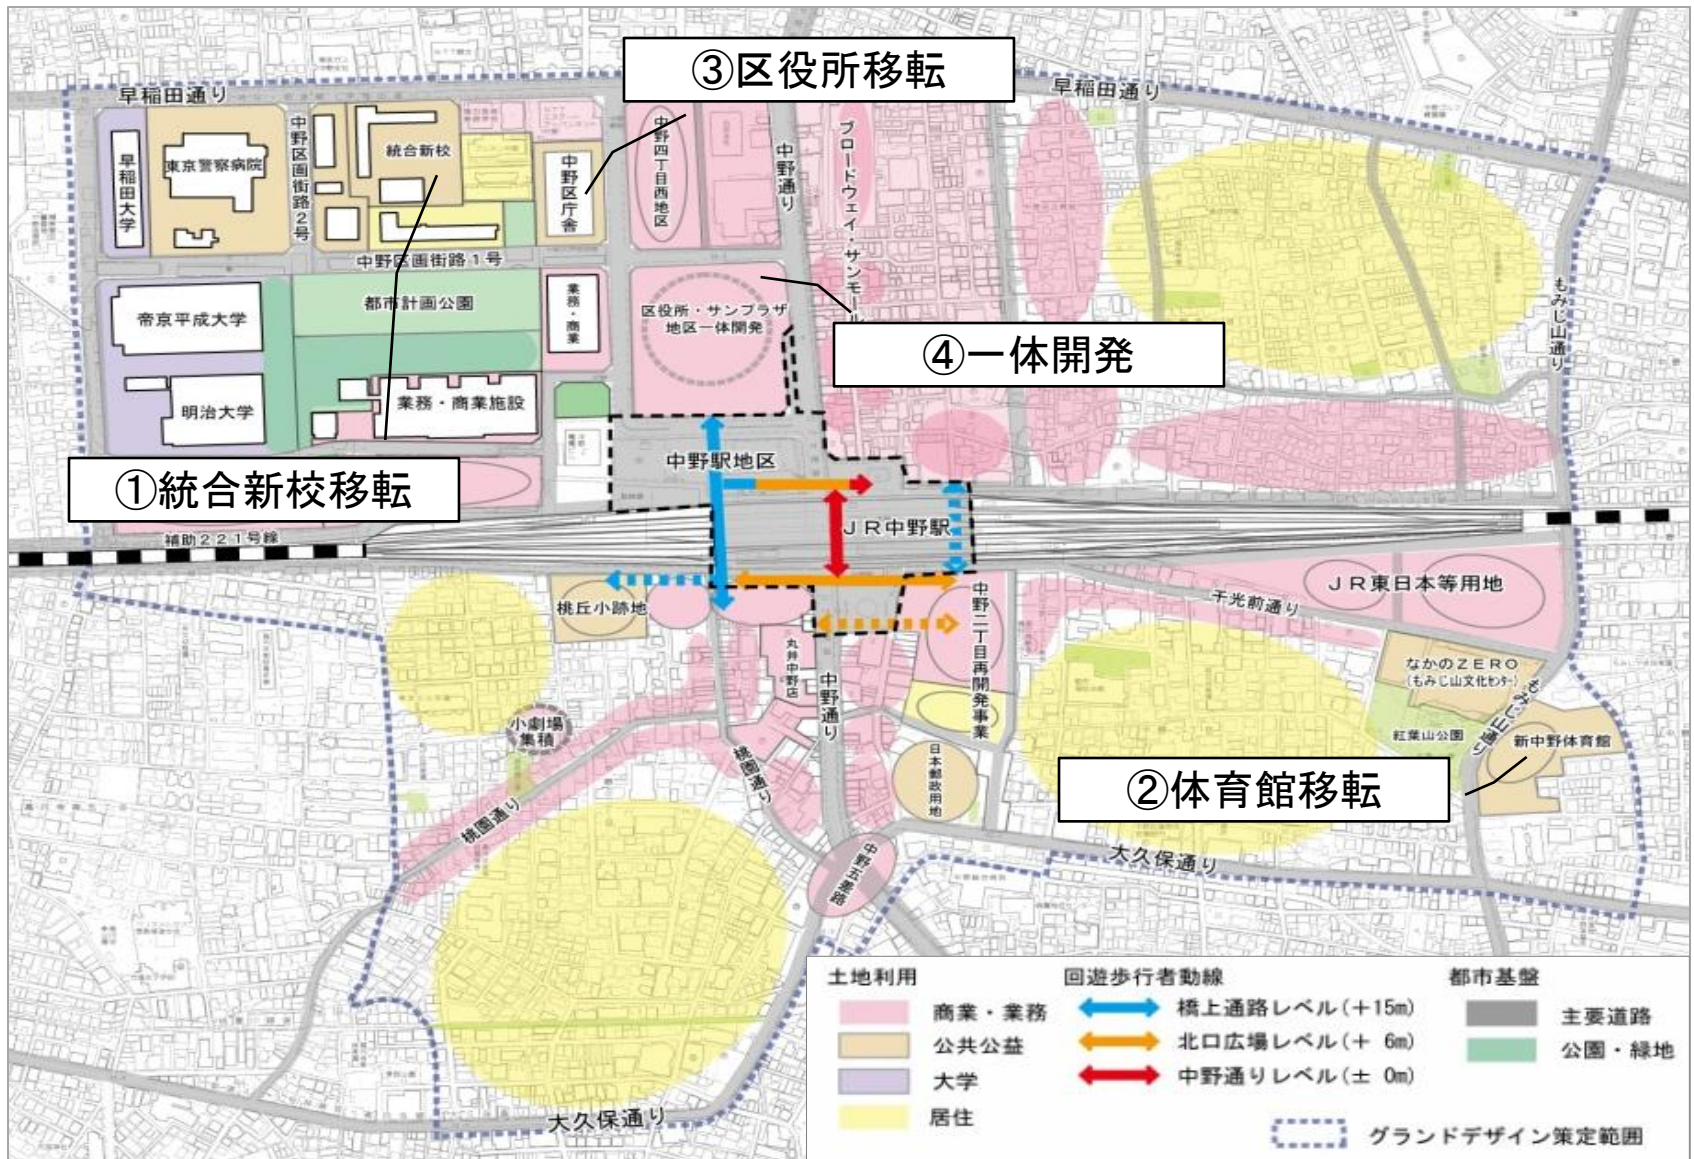 ③区役所移転
早稲田通り
早稲田通り
早稲田大学
東京警察病院
中野区画街路2号
統合新校
中野区庁舎
中野四丁目西地区
中野通り
ブロードウェイ・サンモール
もみじ山通り
中野区画街路1号
帝京平成大学
都市計画公園
業務・商業
区役所・サンプラザ
地区一体開発
④一体開発
明治大学
業務・商業施設
①統合新校移転
中野駅地区
JR中野駅
補助221号線
桃丘小跡地
丸井中野店
中野通り
中野二丁目再開発事業
JR東日本等用地
千光前通り
なかのZERO
(もみじ山文化センター)
もみじ山通り
紅葉山公園
新中野体育館
小劇場
集積
桃園通り
桃園通り
日本郵政用地
②体育館移転
中野五差路
大久保通り
大久保通り
土地利用
商業・業務
公共公益
大学
居住
回遊歩行者動線
橋上通路レベル(+15m)
北口広場レベル(+ 6m)
中野通りレベル(± 0m)
都市基盤
主要道路
公園・緑地
グランドデザイン策定範囲